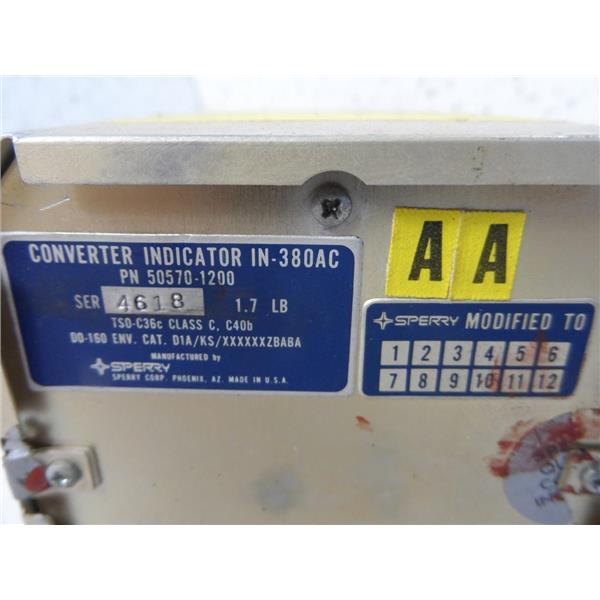 CONVERTER INDICATOR IN-380AC
PN 50570-1200
SER 4618 1.7 LB
TSO-C36c CLASS C, C40b
DO-160 ENV. CAT. D1A/KS/XXXXXXZBABA
MANUFACTURED by
SPERRY
SPERRY CORP. PHOENIX, AZ. MADE IN U.S.A.
A A
SPERRY MODIFIED TO
1 2 3 4 5 6
7 8 9 10 11 12